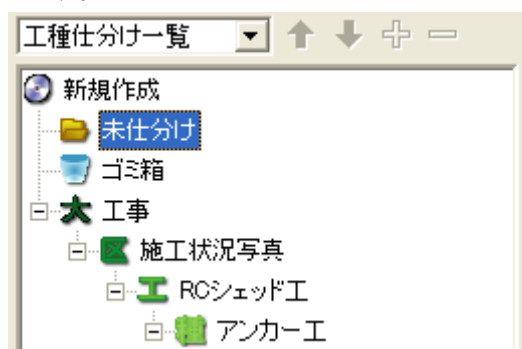 工種仕分け一覧
新規作成
未仕分け
ゴミ箱
工事
施工状況写真
RCシェッド工
アンカー工